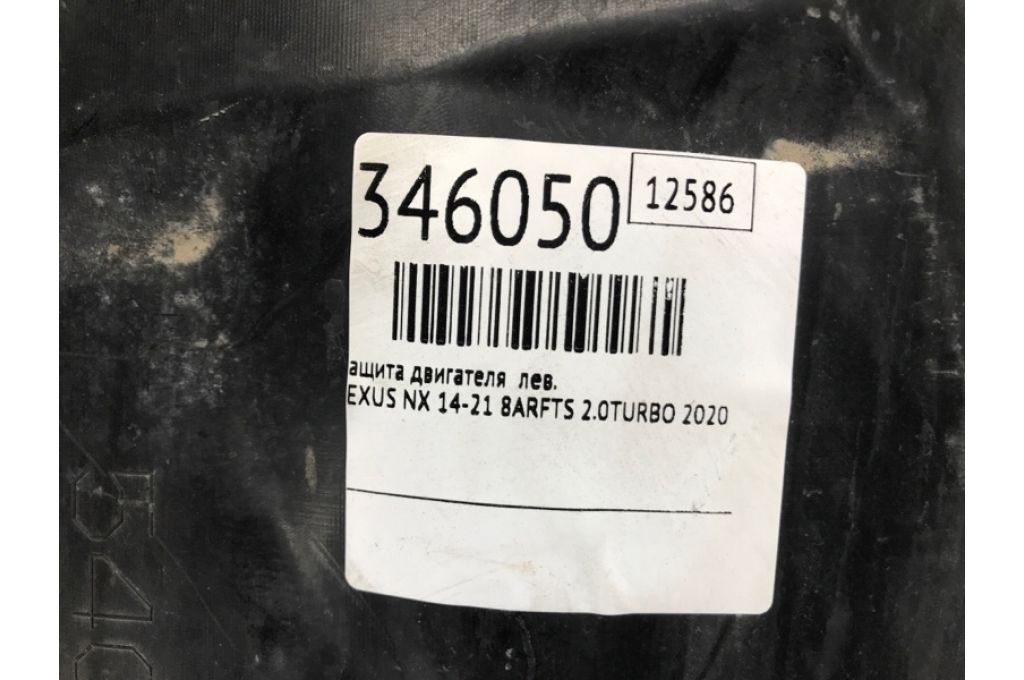 346050 12586
ащита двигателя лев.
EXUS NX 14-21 8ARFTS 2.0TURBO 2020